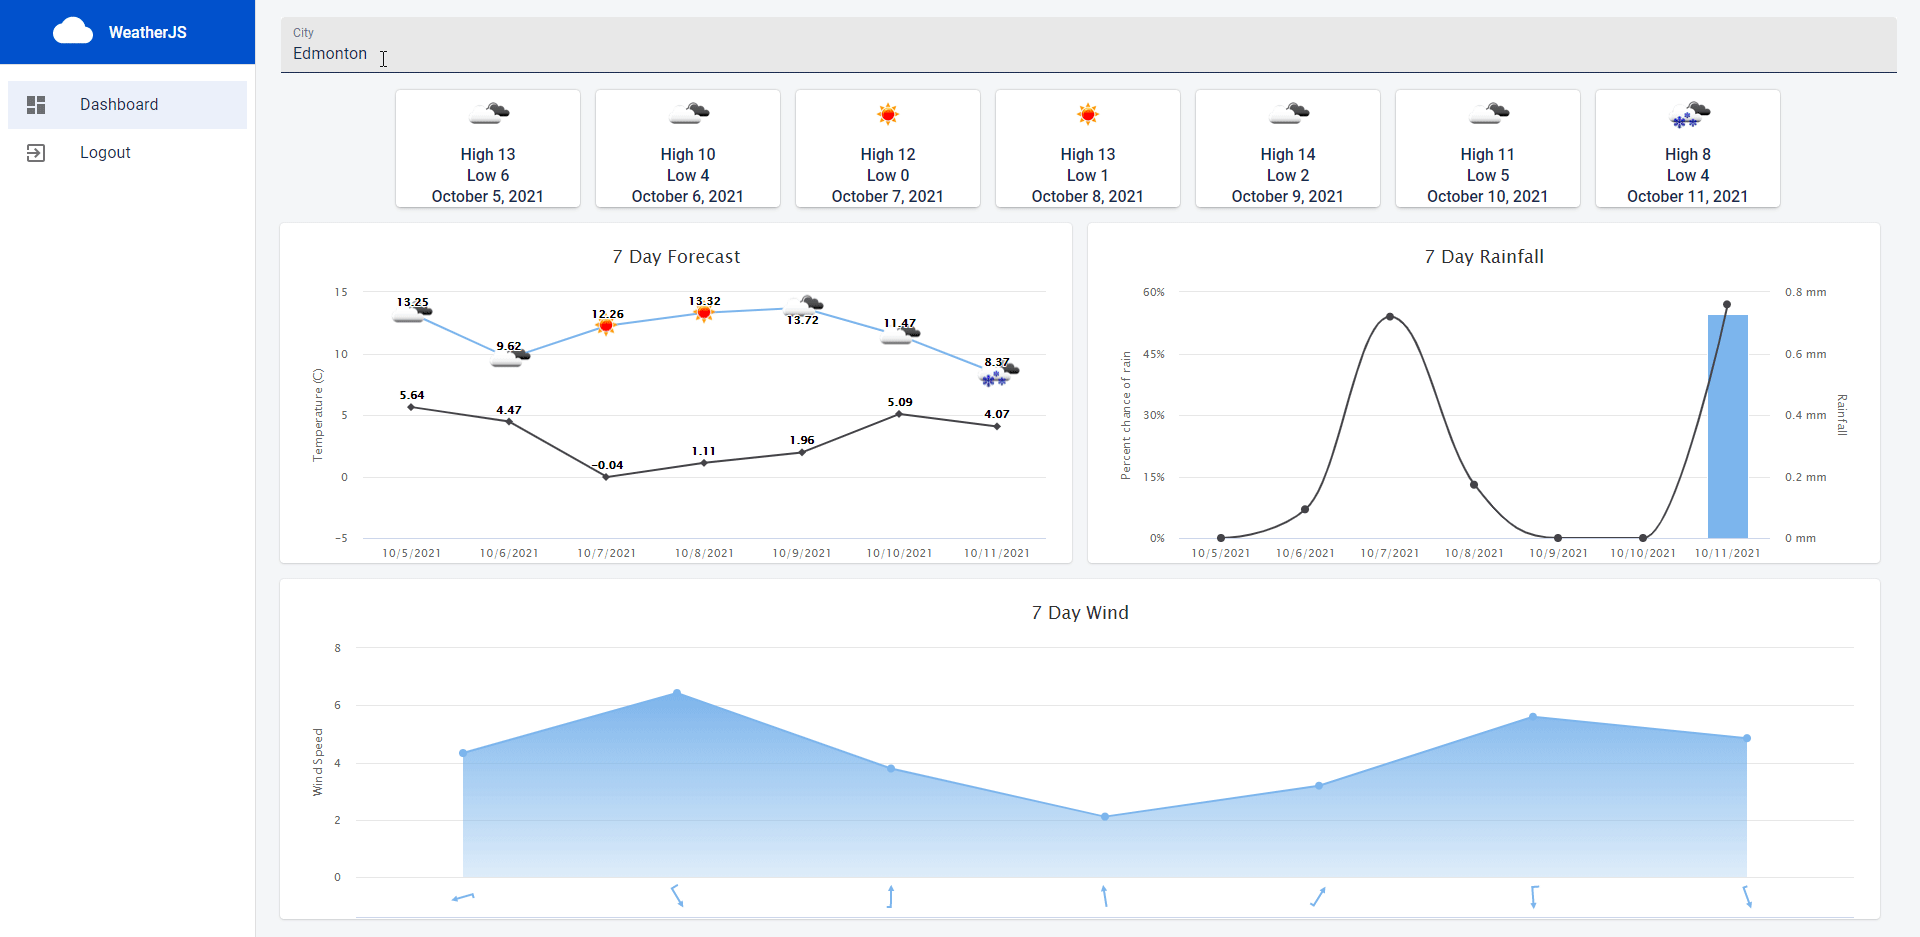 WeatherJS
Dashboard
Logout
City
Edmonton
High 13
Low 6
October 5, 2021
High 10
Low 4
October 6, 2021
High 12
Low 0
October 7, 2021
High 13
Low 1
October 8, 2021
High 14
Low 2
October 9, 2021
High 11
Low 5
October 10, 2021
High 8
Low 4
October 11, 2021
7 Day Forecast
Temperature (C)
15
10
5
0
−5
13.25
9.62
12.26
13.32
13.72
11.47
8.37
5.64
4.47
−0.04
1.11
1.96
5.09
4.07
10/5/2021
10/6/2021
10/7/2021
10/8/2021
10/9/2021
10/10/2021
10/11/2021
7 Day Rainfall
Percent chance of rain
60%
45%
30%
15%
0%
0.8 mm
0.6 mm
0.4 mm
0.2 mm
0 mm
Rainfall
10/5/2021
10/6/2021
10/7/2021
10/8/2021
10/9/2021
10/10/2021
10/11/2021
7 Day Wind
Wind Speed
8
6
4
2
0